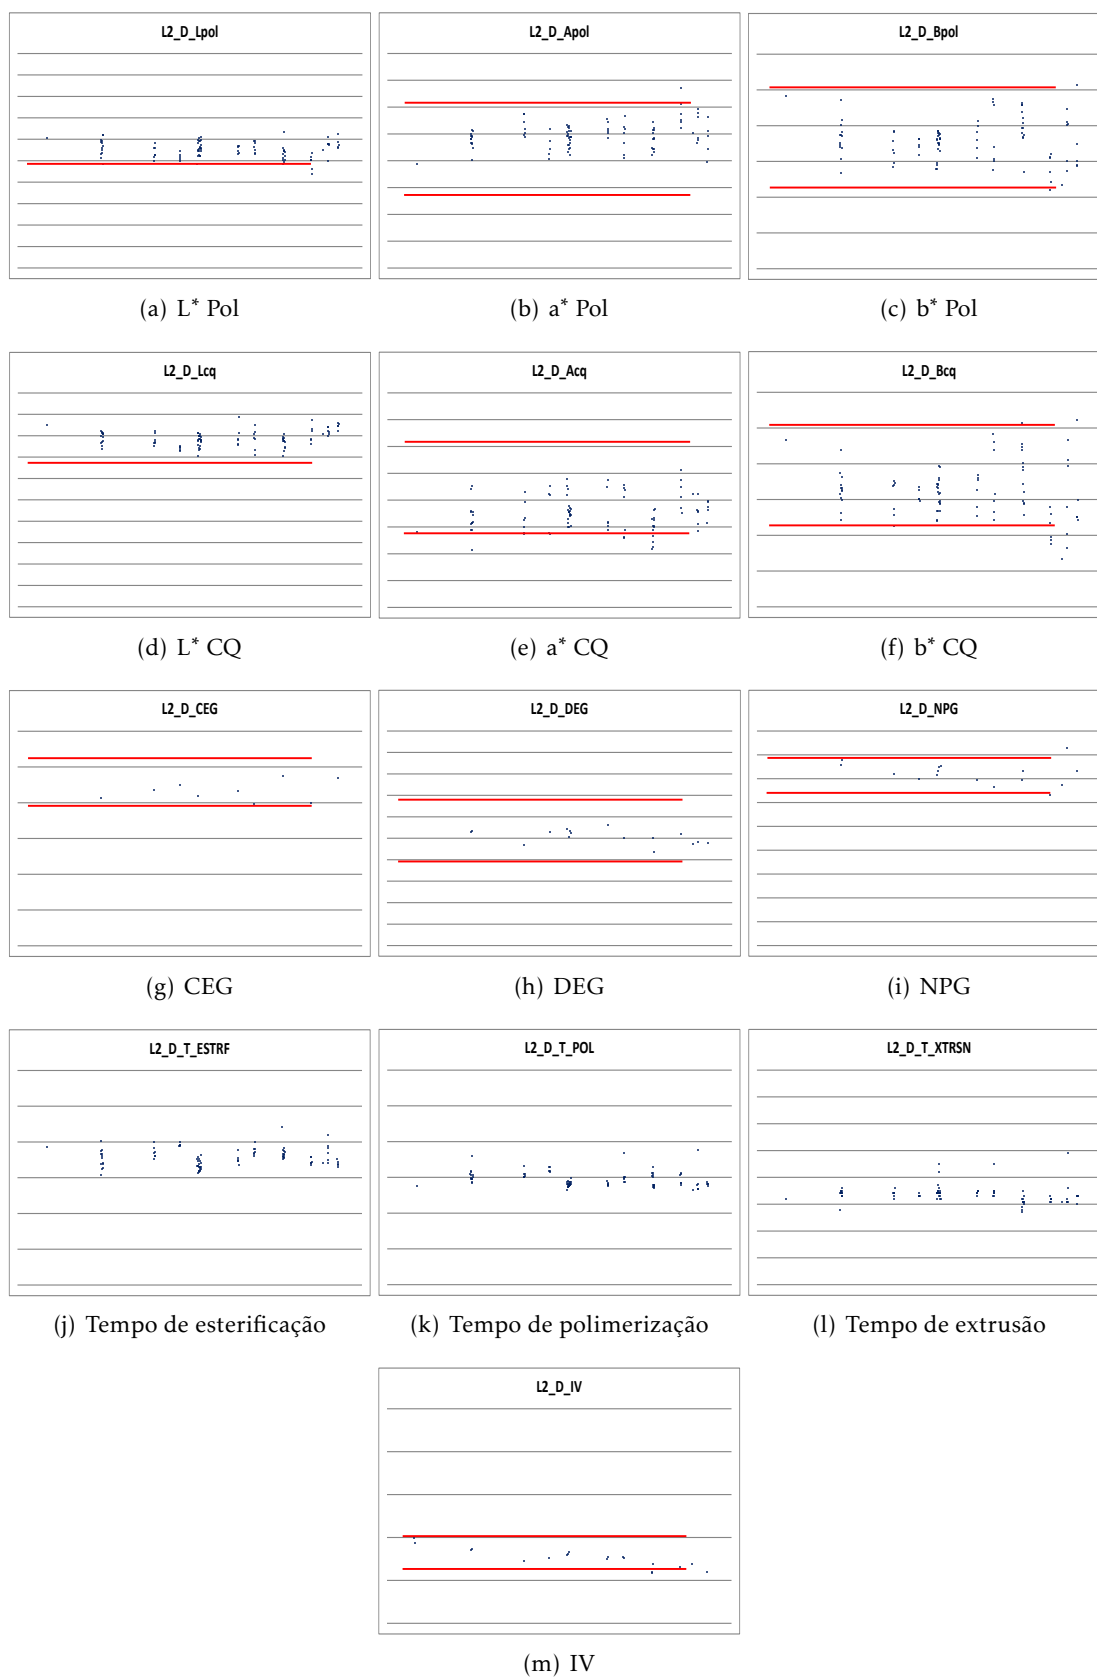 L2_D_Lpol
L2_D_Apol
L2_D_Bpol
(a) L* Pol
(b) a* Pol
(c) b* Pol
L2_D_Lcq
L2_D_Acq
L2_D_Bcq
(d) L* CQ
(e) a* CQ
(f) b* CQ
L2_D_CEG
L2_D_DEG
L2_D_NPG
(g) CEG
(h) DEG
(i) NPG
L2_D_T_ESTRF
L2_D_T_POL
L2_D_T_XTRSN
(j) Tempo de esterificação
(k) Tempo de polimerização
(l) Tempo de extrusão
L2_D_IV
(m) IV